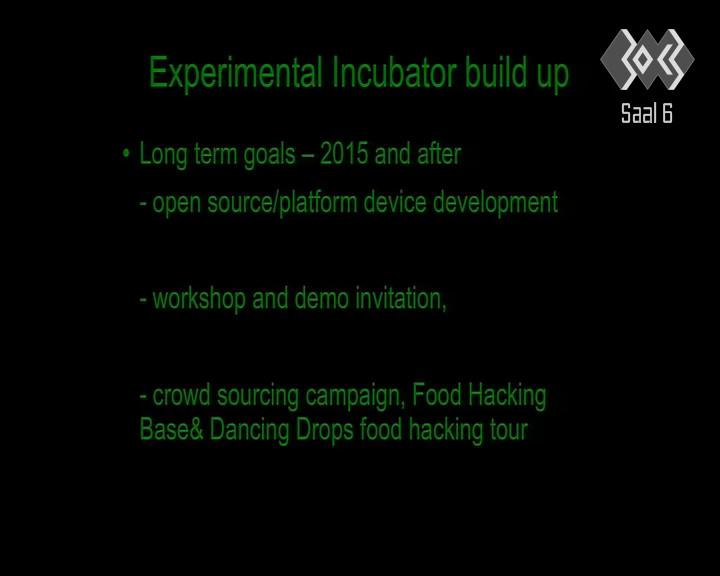 Experimental Incubator build up
Saal 6
• Long term goals – 2015 and after
- open source/platform device development
- workshop and demo invitation,
- crowd sourcing campaign, Food Hacking
Base& Dancing Drops food hacking tour